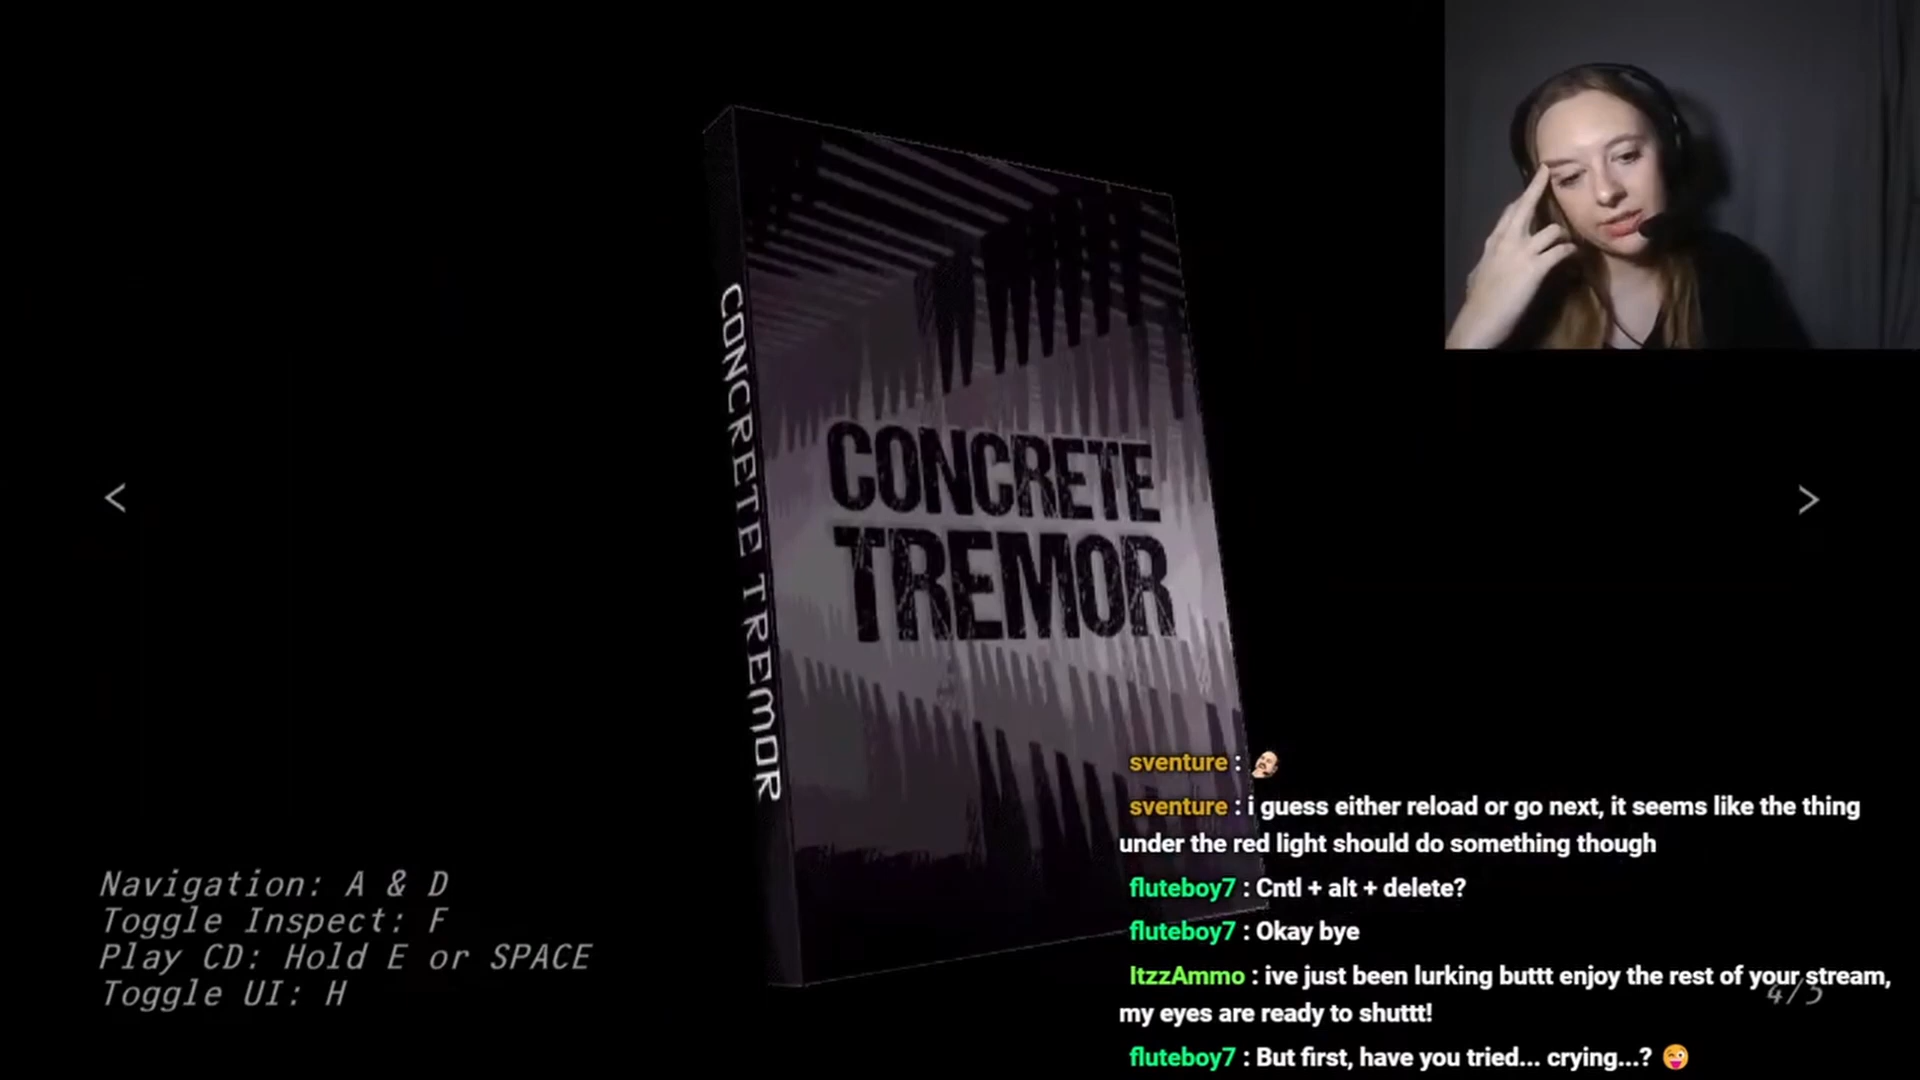 CONCRETE TREMOR
CONCRETE
TREMOR
<
>
Navigation: A & D
Toggle Inspect: F
Play CD: Hold E or SPACE
Toggle UI: H
4/5
sventure :
sventure : i guess either reload or go next, it seems like the thing
under the red light should do something though
fluteboy7 : Cntl + alt + delete?
fluteboy7 : Okay bye
ItzzAmmo : ive just been lurking buttt enjoy the rest of your stream,
my eyes are ready to shuttt!
fluteboy7 : But first, have you tried... crying...? 😜